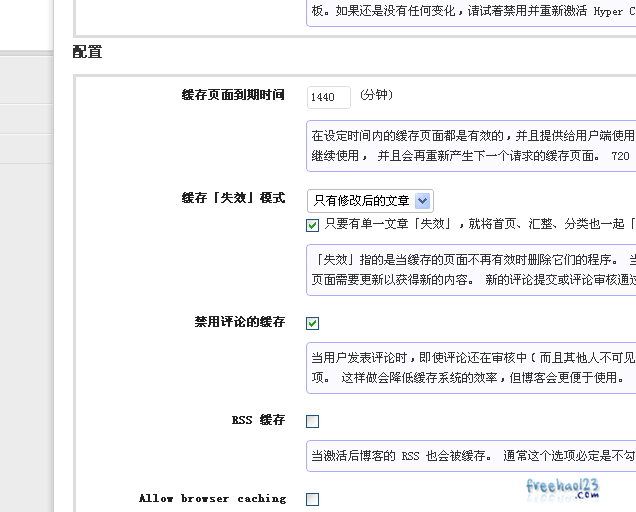 板。如果还是没有任何变化，请试着禁用并重新激活 Hyper C
配置
缓存页面到期时间
1440 (分钟)
在设定时间内的缓存页面都是有效的，并且提供给用户端使用
继续使用， 并且会再重新产生下一个请求的缓存页面。 720
缓存「失效」模式
只有修改后的文章
只要有单一文章「失效」，就将首页、汇整、分类也一起「
「失效」指的是当缓存的页面不再有效时删除它们的程序。 当
页面需要更新以获得新的内容。 新的评论提交或评论审核通过
禁用评论的缓存
当用户发表评论时，即使评论还在审核中（而且其他人不可见
项。 这样做会降低缓存系统的效率，但博客会更便于使用。
RSS 缓存
当激活后博客的 RSS 也会被缓存。 通常这个选项必定是不勾
Allow browser caching
freehao123
.com